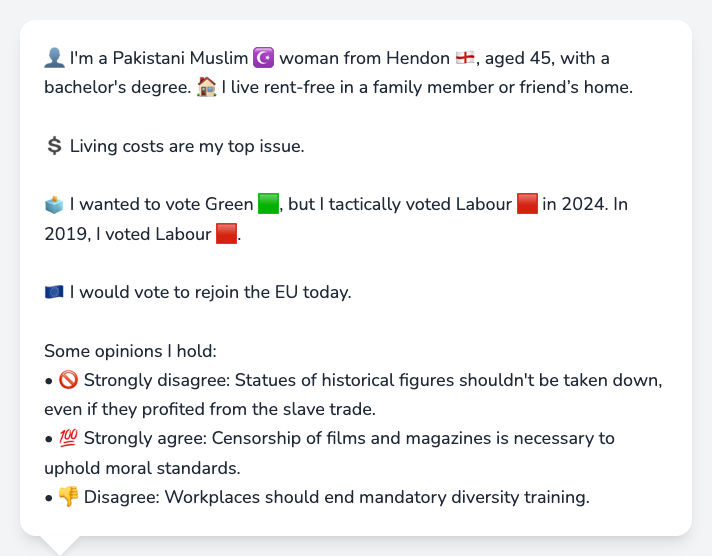 👤 I'm a Pakistani Muslim ☪️ woman from Hendon 🏴󠁧󠁢󠁥󠁮󠁧󠁿, aged 45, with a
bachelor's degree. 🏠 I live rent-free in a family member or friend’s home.
💲 Living costs are my top issue.
🗳️ I wanted to vote Green 🟩, but I tactically voted Labour 🟥 in 2024. In
2019, I voted Labour 🟥.
🇪🇺 I would vote to rejoin the EU today.
Some opinions I hold:
• 🚫 Strongly disagree: Statues of historical figures shouldn't be taken down,
even if they profited from the slave trade.
• 💯 Strongly agree: Censorship of films and magazines is necessary to
uphold moral standards.
• 👎 Disagree: Workplaces should end mandatory diversity training.